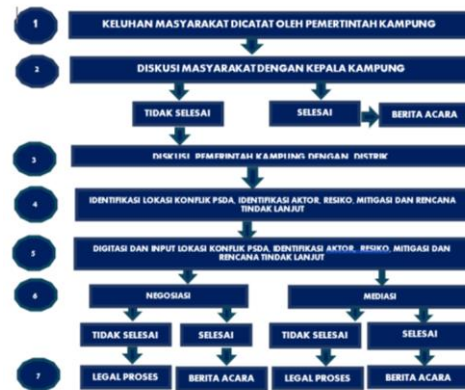 1
KELUHAN MASYARAKAT DICATAT OLEH PEMERTINTAH KAMPUNG
2
DISKUSI MASYARAKAT DENGAN KEPALA KAMPUNG
TIDAK SELESAI
SELESAI
BERITA ACARA
3
DISKUSI PEMERINTAH KAMPUNG DENGAN DISTRIK
4
IDENTIFIKASI LOKASI KONFLIK PSDA, IDENTIFIKASI AKTOR, RESIKO, MITIGASI DAN RENCANA
TINDAK LANJUT
5
DIGITASI DAN INPUT LOKASI KONFLIK PSDA, IDENTIFIKASI AKTOR, RESIKO, MITIGASI DAN
RENCANA TINDAK LANJUT
6
NEGOSIASI
MEDIASI
TIDAK SELESAI
SELESAI
TIDAK SELESAI
SELESAI
7
LEGAL PROSES
BERITA ACARA
LEGAL PROSES
BERITA ACARA